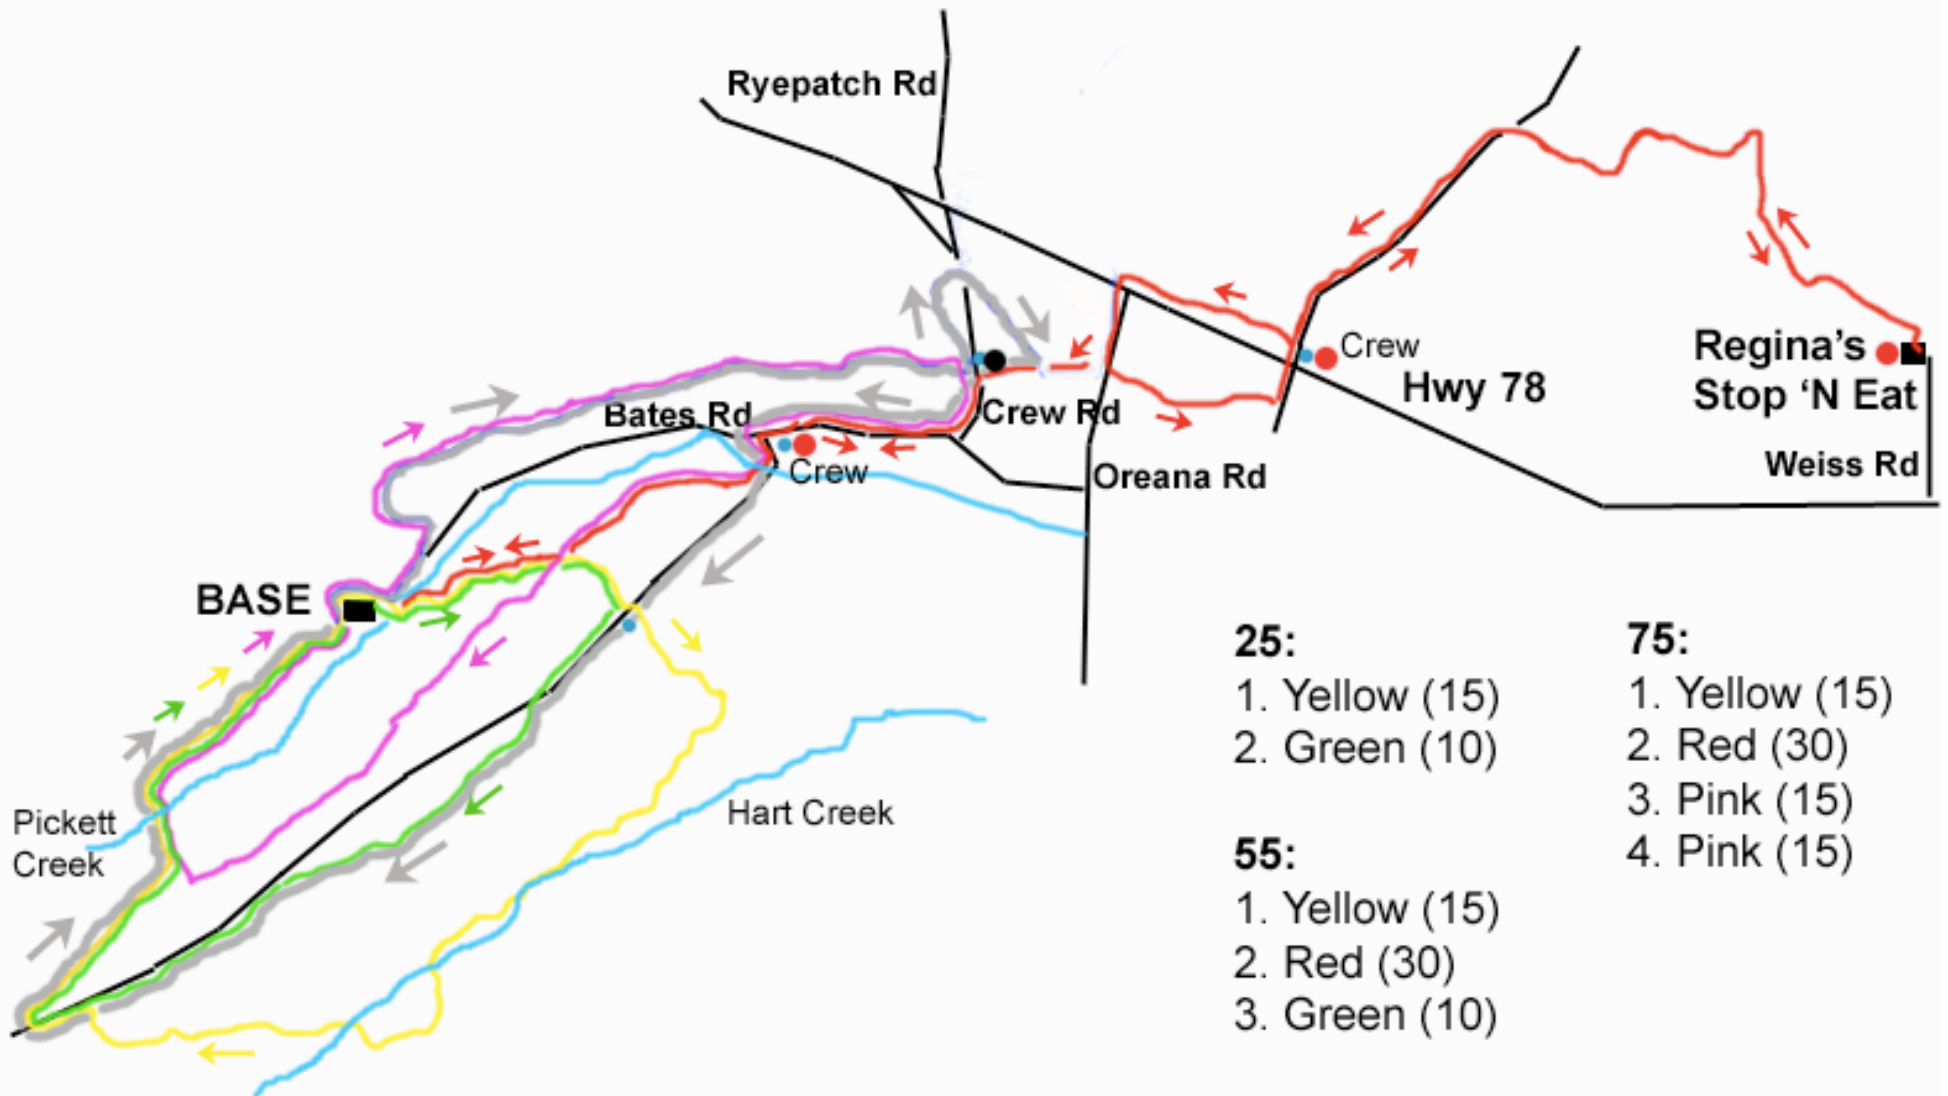 Ryepatch Rd
Crew
Regina's
Stop 'N Eat
Hwy 78
Bates Rd
Crew Rd
Crew
Oreana Rd
Weiss Rd
BASE
Pickett
Creek
Hart Creek
25:
1. Yellow (15)
2. Green (10)
55:
1. Yellow (15)
2. Red (30)
3. Green (10)
75:
1. Yellow (15)
2. Red (30)
3. Pink (15)
4. Pink (15)